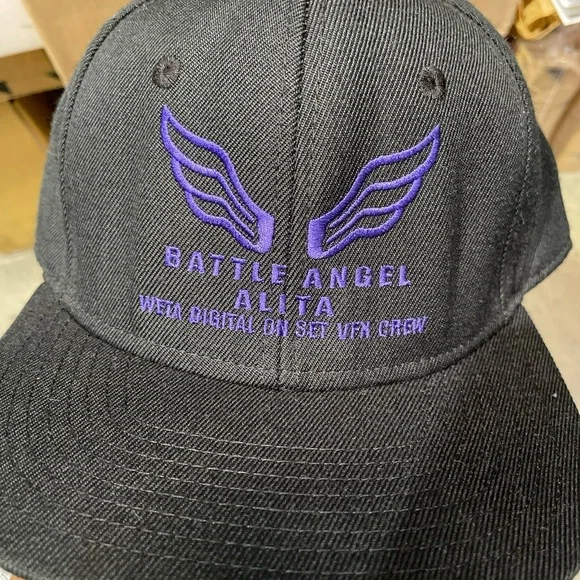 BATTLE ANGEL
ALITA
WETA DIGITAL ON SET VFX CREW